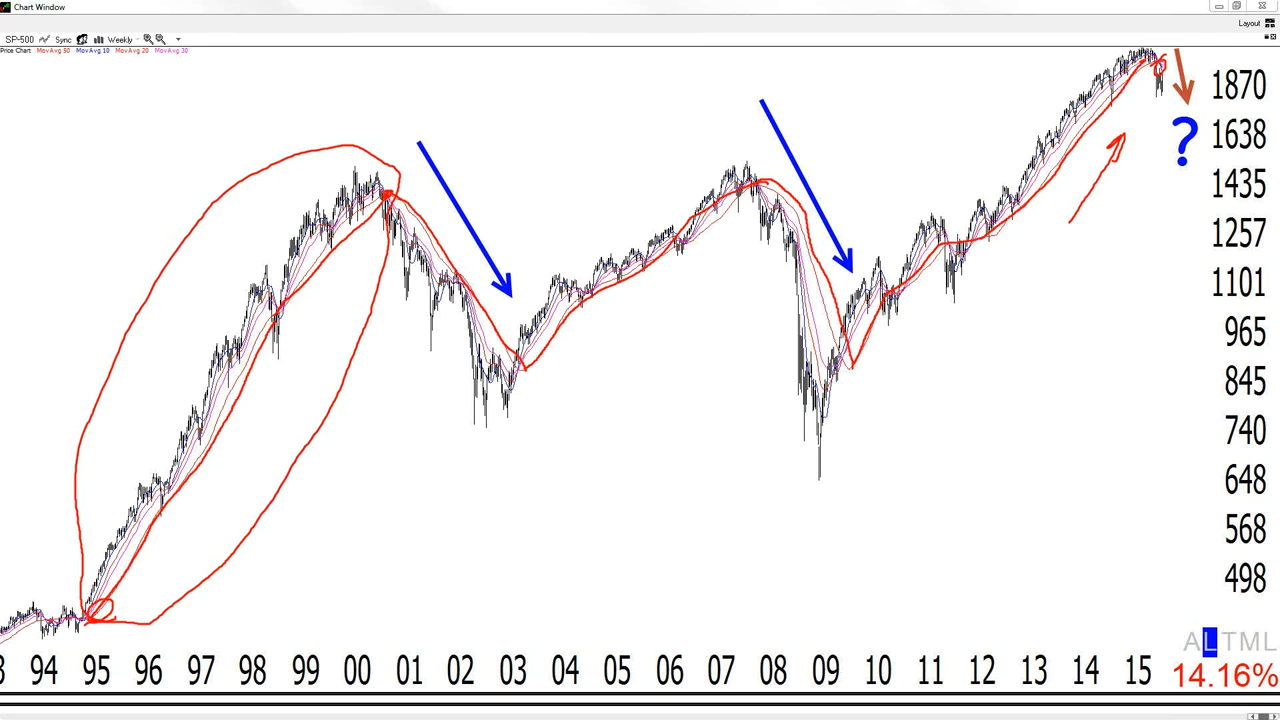 Chart Window
Layout
SP-500 Sync Weekly
Price Chart MovAvg 50 MovAvg 10 MovAvg 20 MovAvg 30
1870
?
1638
1435
1257
1101
965
845
740
648
568
498
ALTML
3 94 95 96 97 98 99 00 01 02 03 04 05 06 07 08 09 10 11 12 13 14 15
14.16%